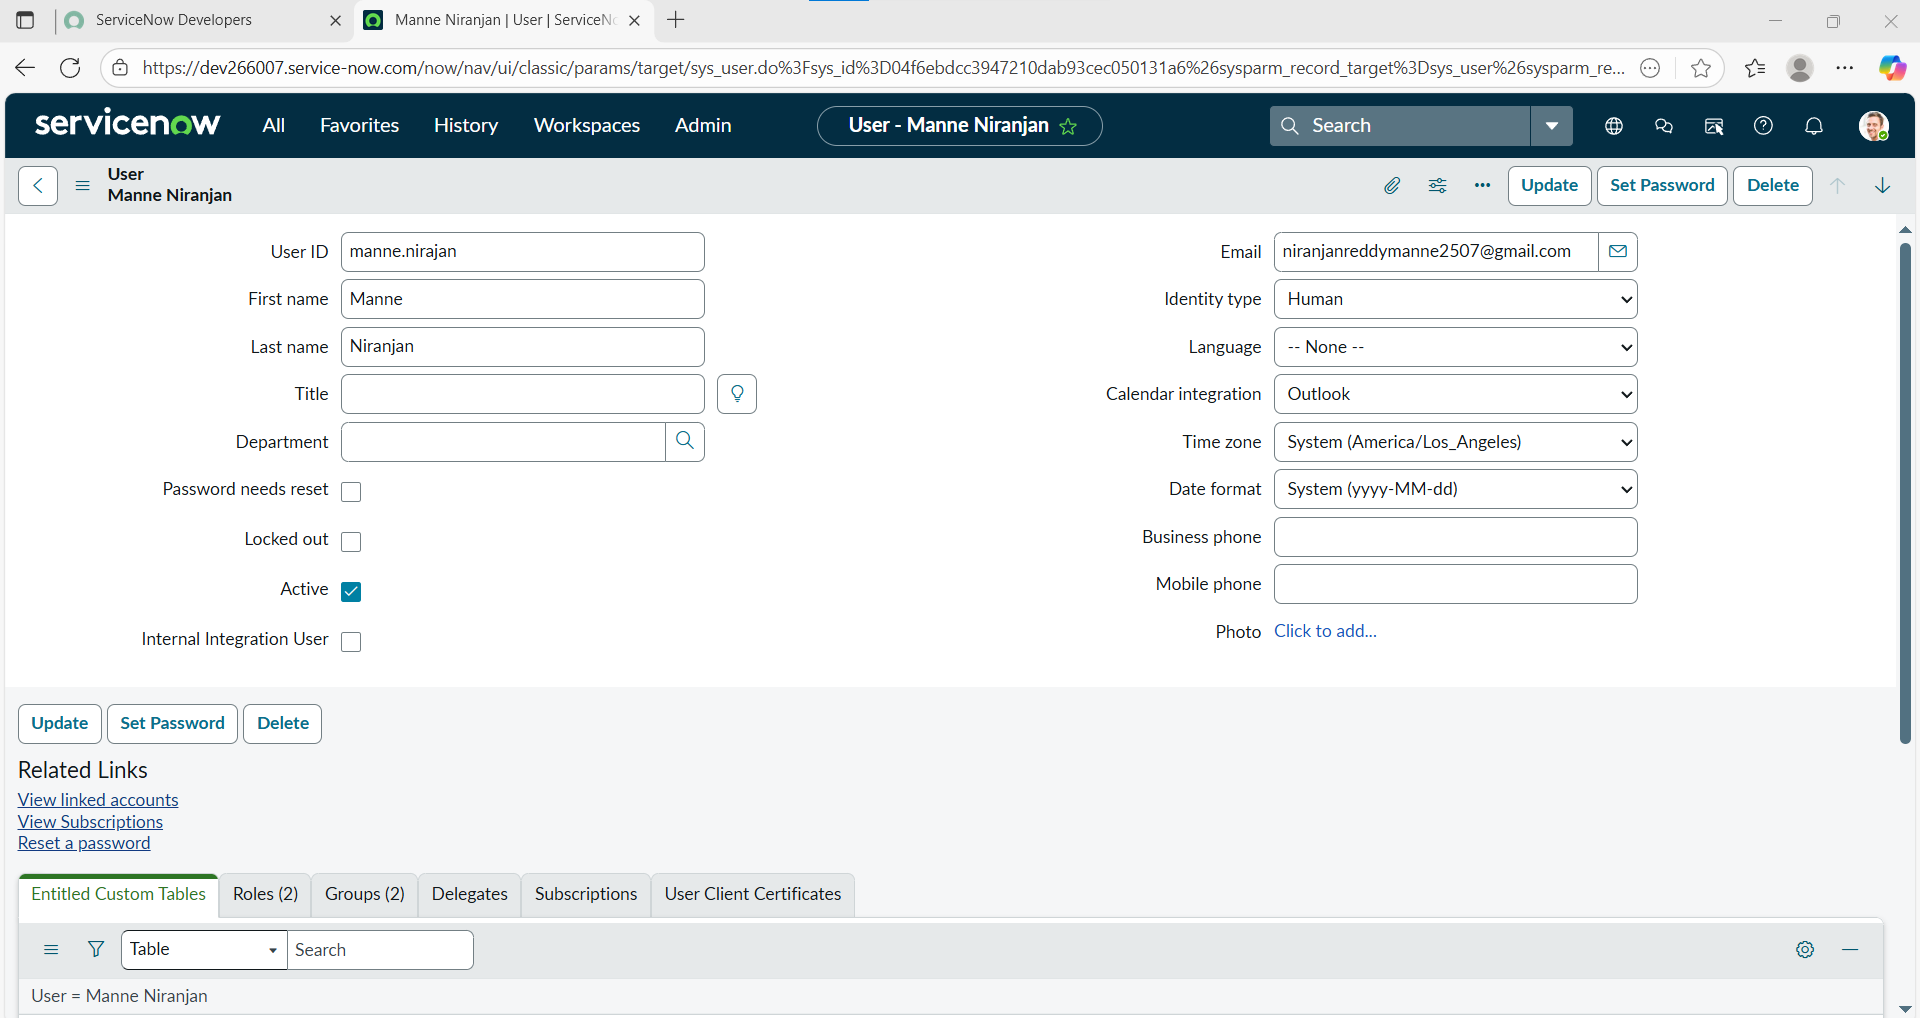 ServiceNow Developers
Manne Niranjan | User | ServiceNo
https://dev266007.service-now.com/now/nav/ui/classic/params/target/sys_user.do%3Fsys_id%3D04f6ebdcc3947210dab93cec050131a6%26sysparm_record_target%3Dsys_user%26sysparm_re...
servicenow All Favorites History Workspaces Admin User - Manne Niranjan Search
User
Manne Niranjan
Update Set Password Delete
User ID manne.nirajan
Email niranjanreddymanne2507@gmail.com
First name Manne
Identity type Human
Last name Niranjan
Language -- None --
Title
Calendar integration Outlook
Department
Time zone System (America/Los_Angeles)
Password needs reset
Date format System (yyyy-MM-dd)
Locked out
Business phone
Active
Mobile phone
Internal Integration User
Photo Click to add...
Update Set Password Delete
Related Links
View linked accounts
View Subscriptions
Reset a password
Entitled Custom Tables Roles (2) Groups (2) Delegates Subscriptions User Client Certificates
Table Search
User = Manne Niranjan